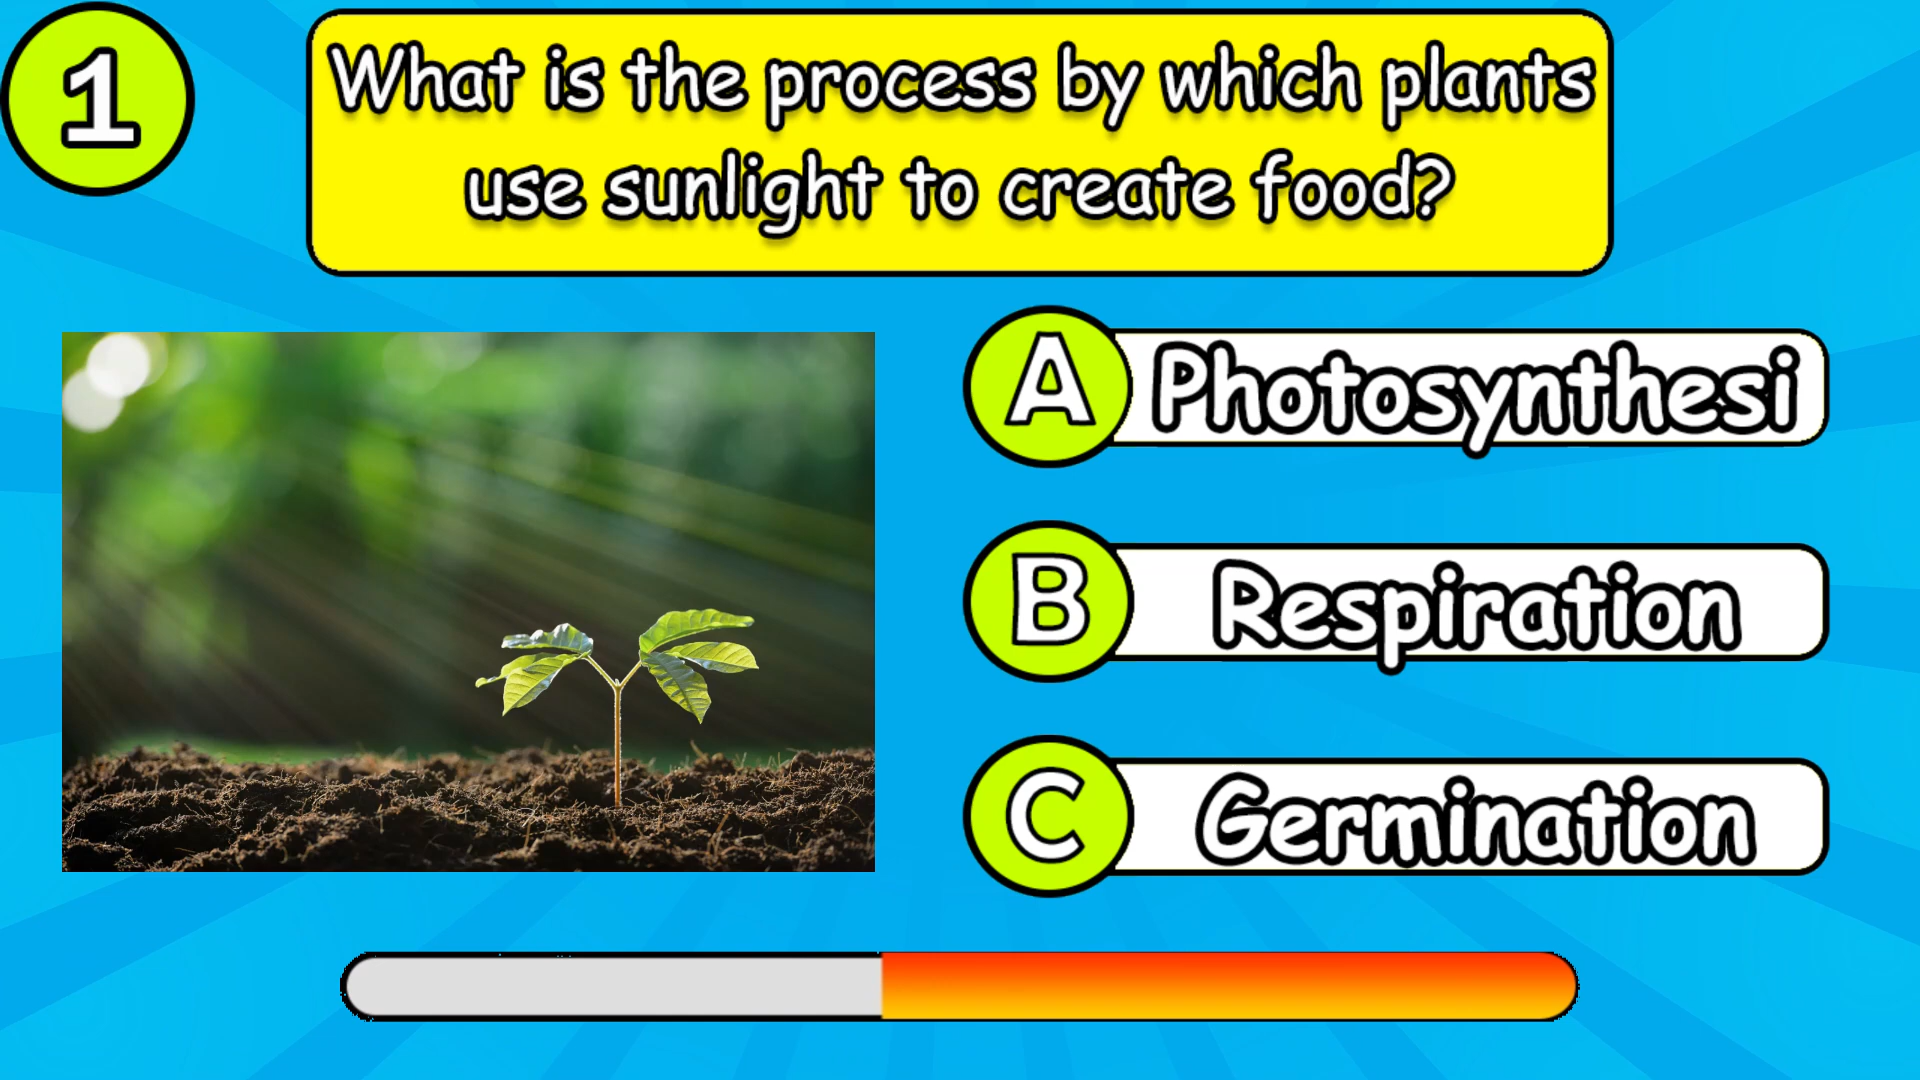 1
What is the process by which plants
use sunlight to create food?
A Photosynthesi
B Respiration
C Germination